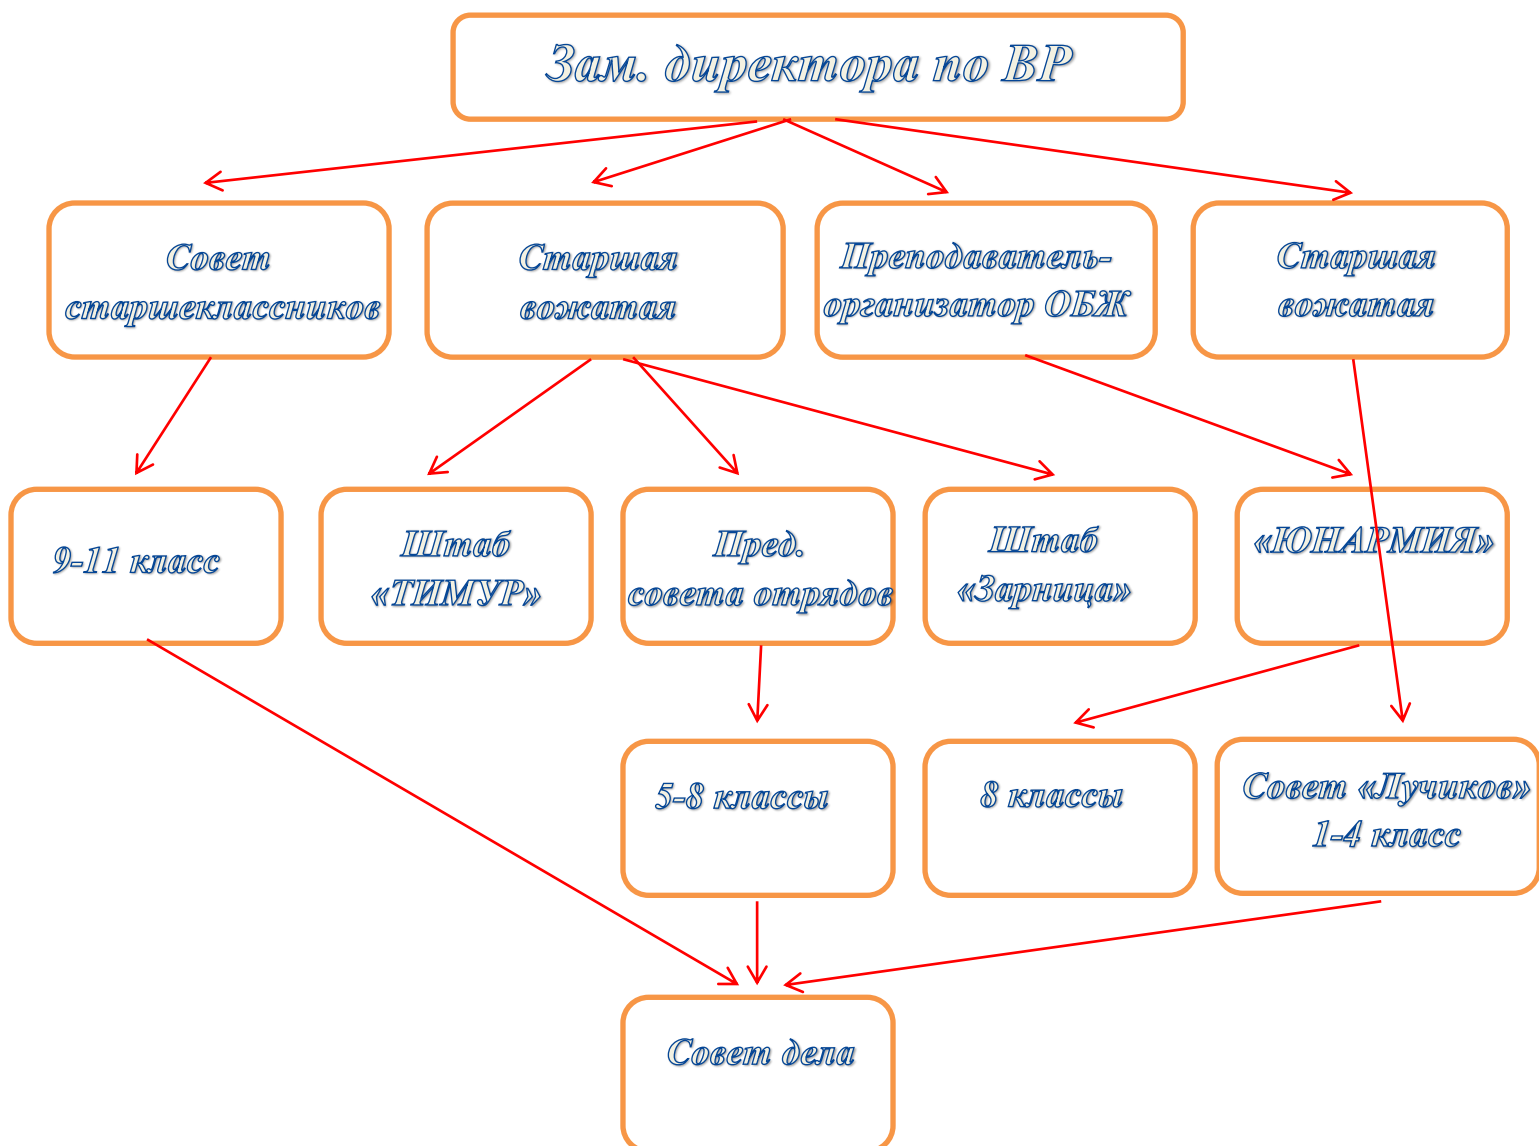 Зам. директора по ВР
Совет
старшеклассников
Старшая
вожатая
Преподаватель-
организатор ОБЖ
Старшая
вожатая
9-11 класс
Штаб
«ТИМУР»
Пред.
совета отрядов
Штаб
«Зарница»
«ЮНАРМИЯ»
5-8 классы
8 классы
Совет «Лучиков»
1-4 класс
Совет дела